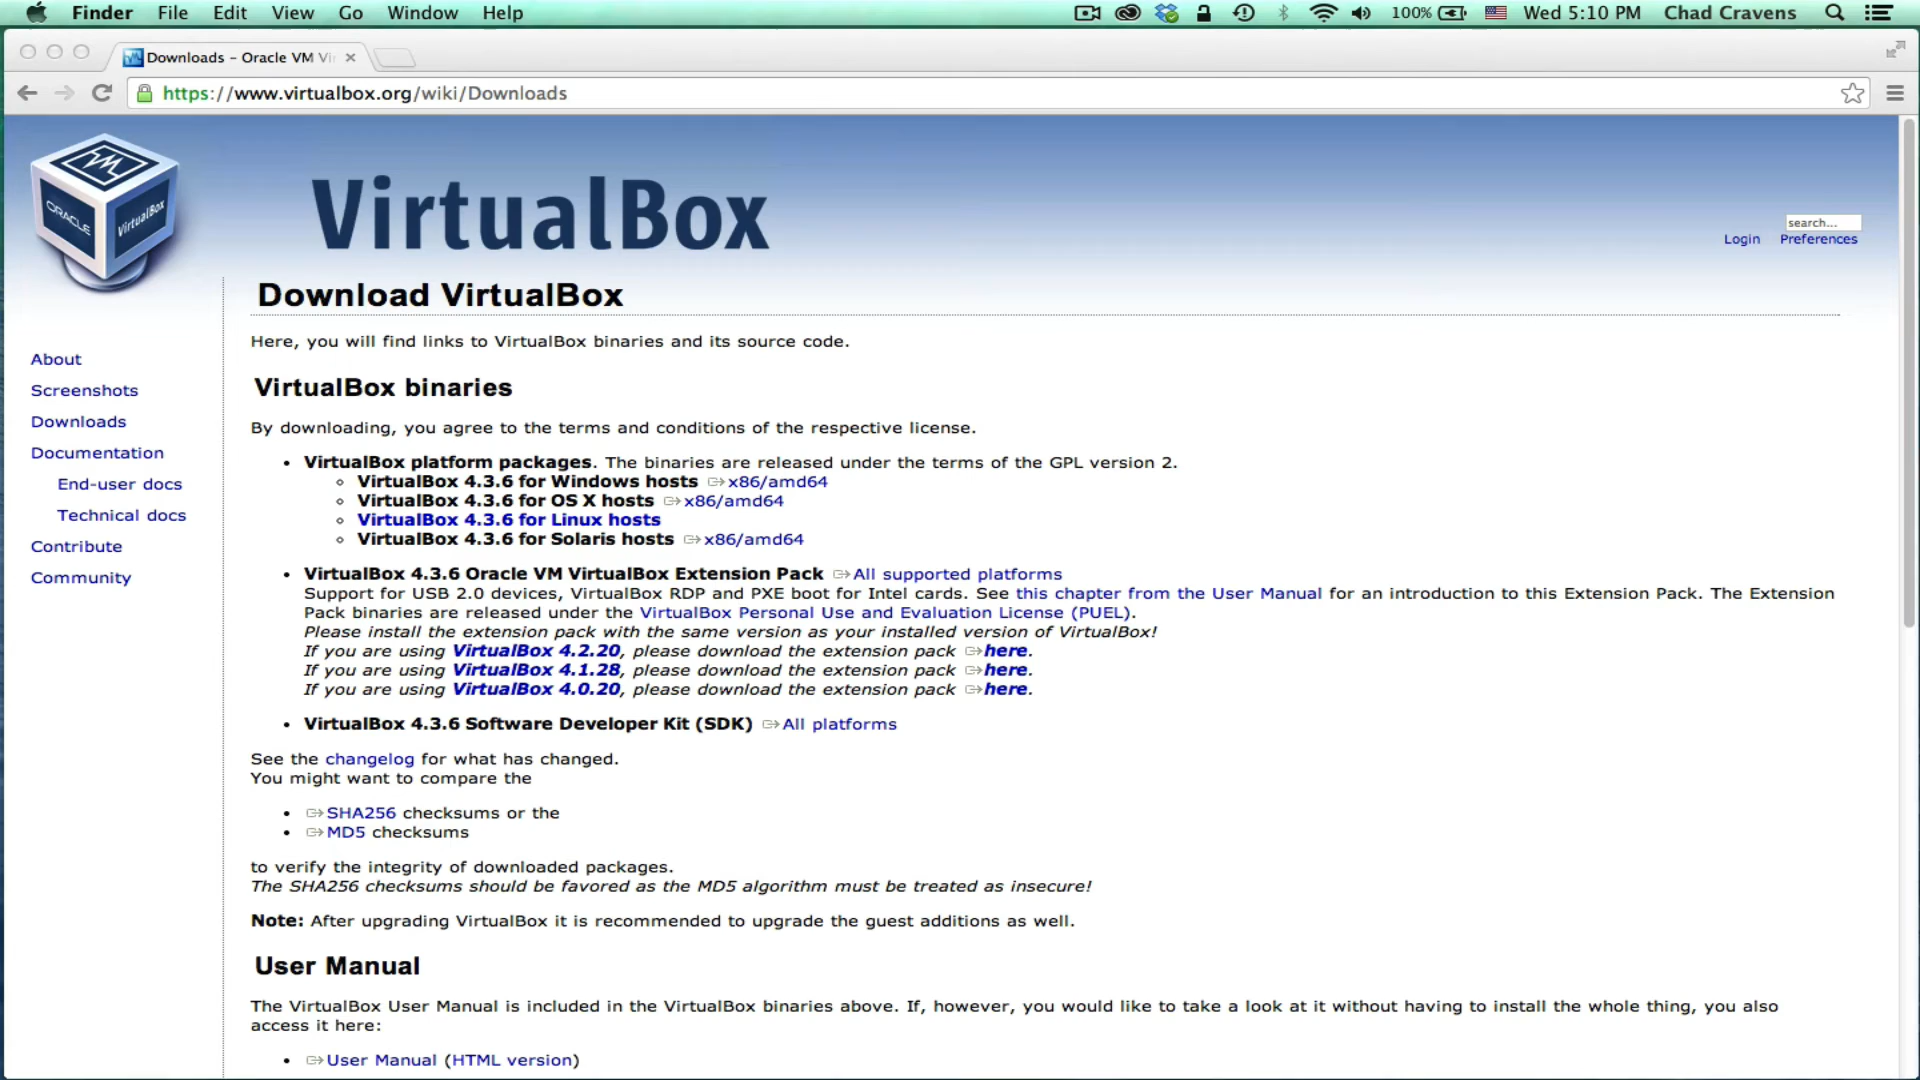 Finder File Edit View Go Window Help 100% Wed 5:10 PM Chad Cravens
Downloads – Oracle VM Vir
https://www.virtualbox.org/wiki/Downloads
ORACLE VirtualBox
VirtualBox
search...
Login Preferences
Download VirtualBox
Here, you will find links to VirtualBox binaries and its source code.
About
Screenshots
Downloads
Documentation
End-user docs
Technical docs
Contribute
Community
VirtualBox binaries
By downloading, you agree to the terms and conditions of the respective license.
• VirtualBox platform packages. The binaries are released under the terms of the GPL version 2.
VirtualBox 4.3.6 for Windows hosts x86/amd64
VirtualBox 4.3.6 for OS X hosts x86/amd64
VirtualBox 4.3.6 for Linux hosts
VirtualBox 4.3.6 for Solaris hosts x86/amd64
• VirtualBox 4.3.6 Oracle VM VirtualBox Extension Pack All supported platforms
Support for USB 2.0 devices, VirtualBox RDP and PXE boot for Intel cards. See this chapter from the User Manual for an introduction to this Extension Pack. The Extension
Pack binaries are released under the VirtualBox Personal Use and Evaluation License (PUEL).
Please install the extension pack with the same version as your installed version of VirtualBox!
If you are using VirtualBox 4.2.20, please download the extension pack here.
If you are using VirtualBox 4.1.28, please download the extension pack here.
If you are using VirtualBox 4.0.20, please download the extension pack here.
• VirtualBox 4.3.6 Software Developer Kit (SDK) All platforms
See the changelog for what has changed.
You might want to compare the
• SHA256 checksums or the
• MD5 checksums
to verify the integrity of downloaded packages.
The SHA256 checksums should be favored as the MD5 algorithm must be treated as insecure!
Note: After upgrading VirtualBox it is recommended to upgrade the guest additions as well.
User Manual
The VirtualBox User Manual is included in the VirtualBox binaries above. If, however, you would like to take a look at it without having to install the whole thing, you also
access it here:
• User Manual (HTML version)